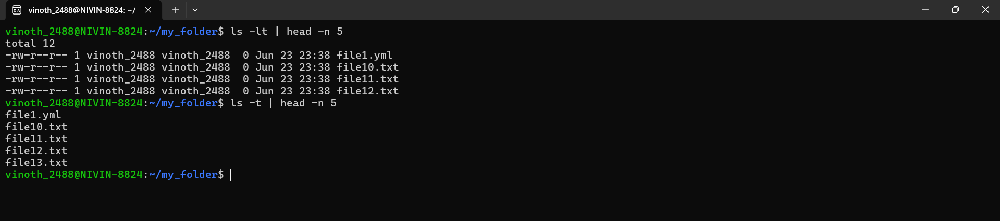 vinoth_2488@NIVIN-8824: ~/
vinoth_2488@NIVIN-8824:~/my_folder$ ls -lt | head -n 5
total 12
-rw-r--r-- 1 vinoth_2488 vinoth_2488  0 Jun 23 23:38 file1.yml
-rw-r--r-- 1 vinoth_2488 vinoth_2488  0 Jun 23 23:38 file10.txt
-rw-r--r-- 1 vinoth_2488 vinoth_2488  0 Jun 23 23:38 file11.txt
-rw-r--r-- 1 vinoth_2488 vinoth_2488  0 Jun 23 23:38 file12.txt
vinoth_2488@NIVIN-8824:~/my_folder$ ls -t | head -n 5
file1.yml
file10.txt
file11.txt
file12.txt
file13.txt
vinoth_2488@NIVIN-8824:~/my_folder$